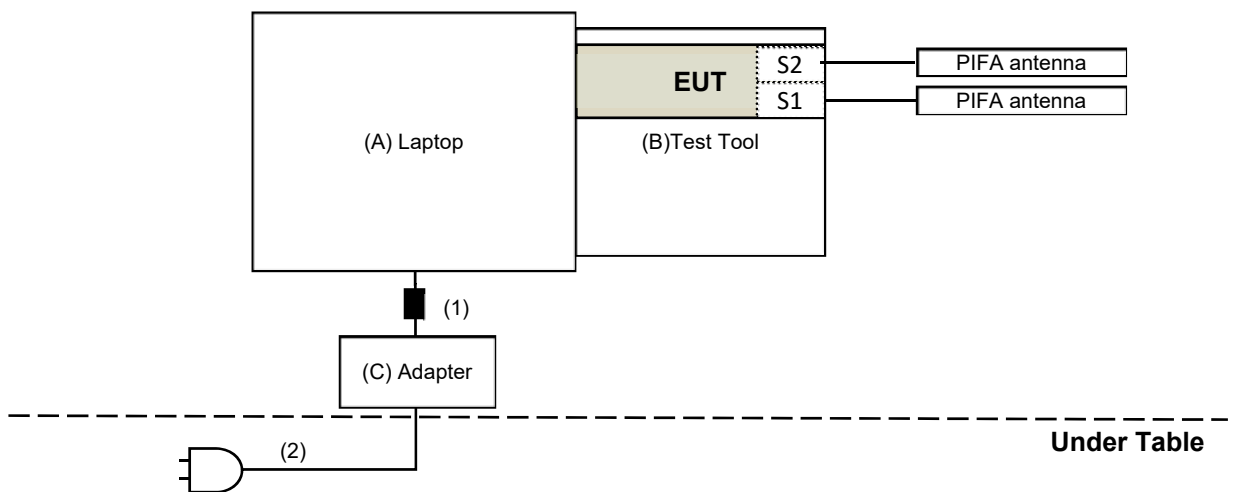 S2
PIFA antenna
EUT
S1
PIFA antenna
(A) Laptop
(B)Test Tool
(1)
(C) Adapter
Under Table
(2)